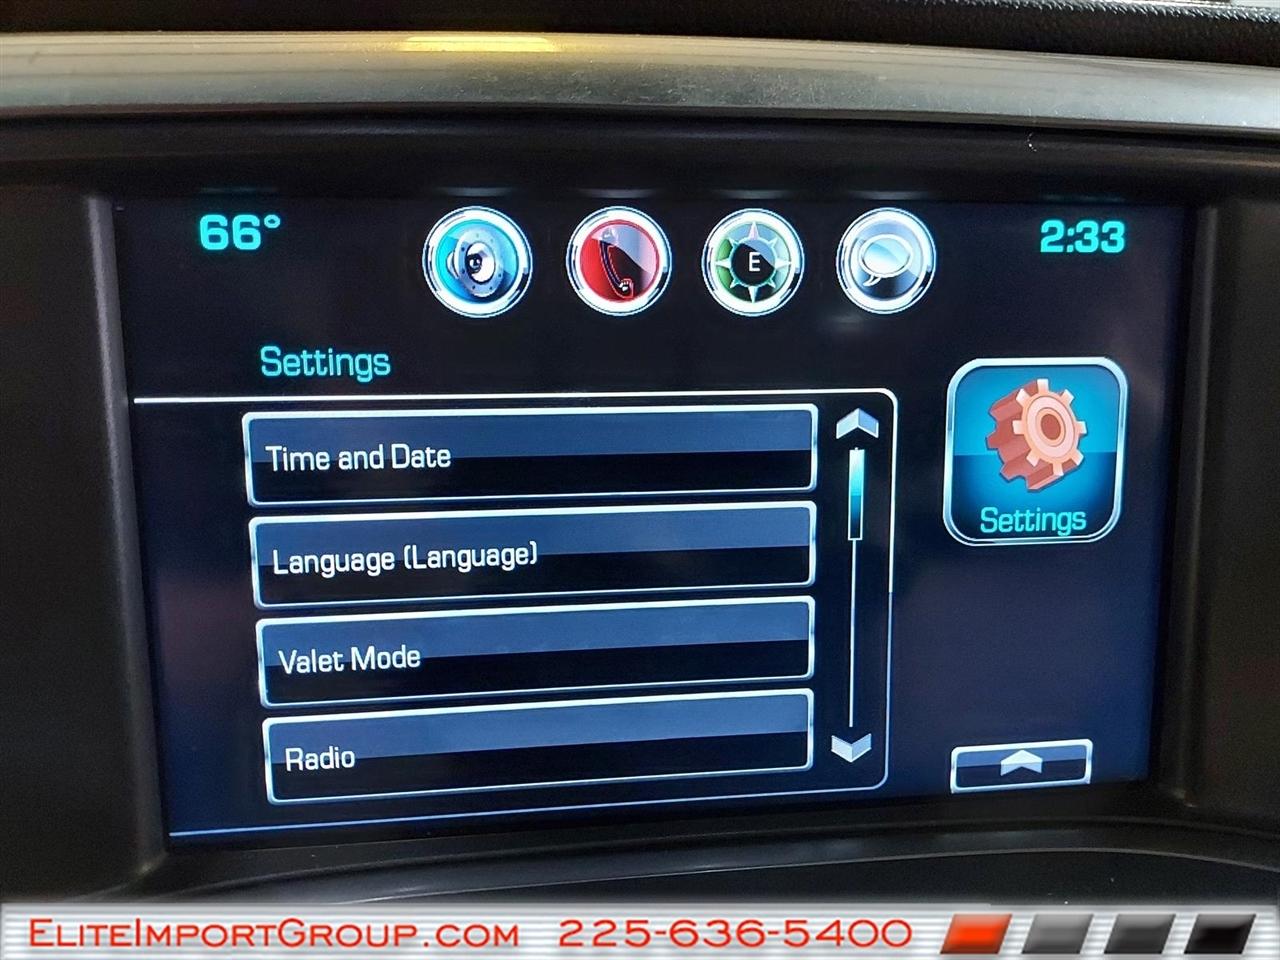 66°
E
2:33
Settings
Time and Date
Language (Language)
Valet Mode
Radio
Settings
EliteImportGroup.com 225-636-5400